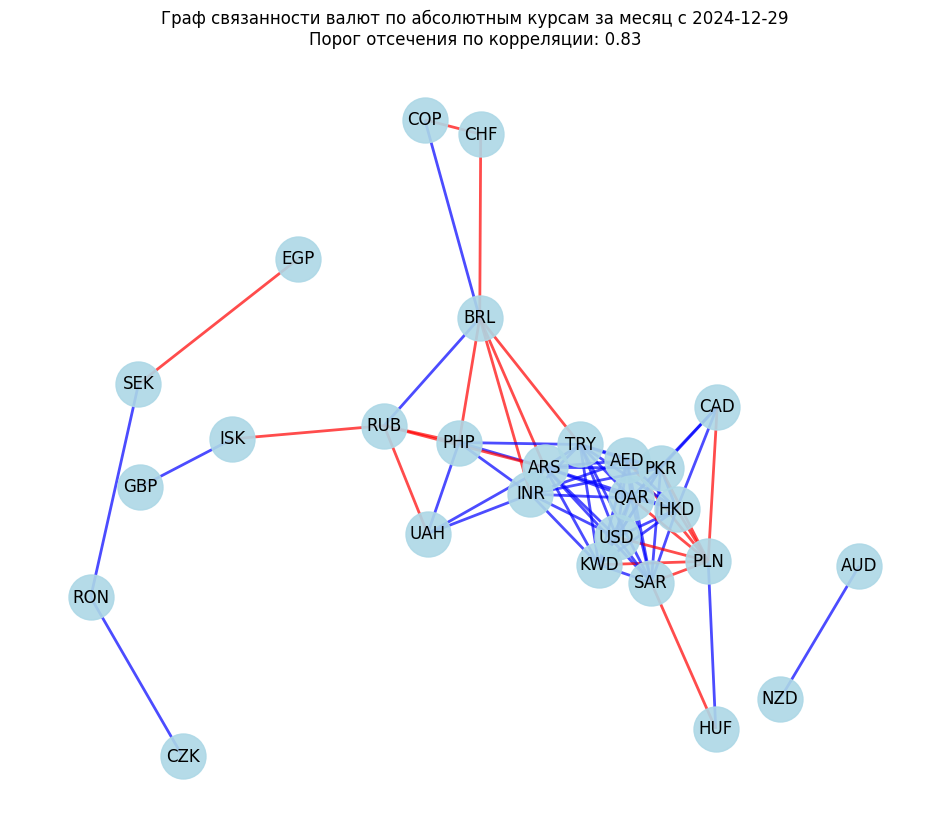 Граф связанности валют по абсолютным курсам за месяц с 2024-12-29
Порог отсечения по корреляции: 0.83
COP
CHF
EGP
BRL
SEK
CAD
RUB
ISK
PHP
TRY
AED
ARS
PKR
GBP
INR
QAR
HKD
UAH
USD
KWD
PLN
AUD
SAR
RON
NZD
HUF
CZK